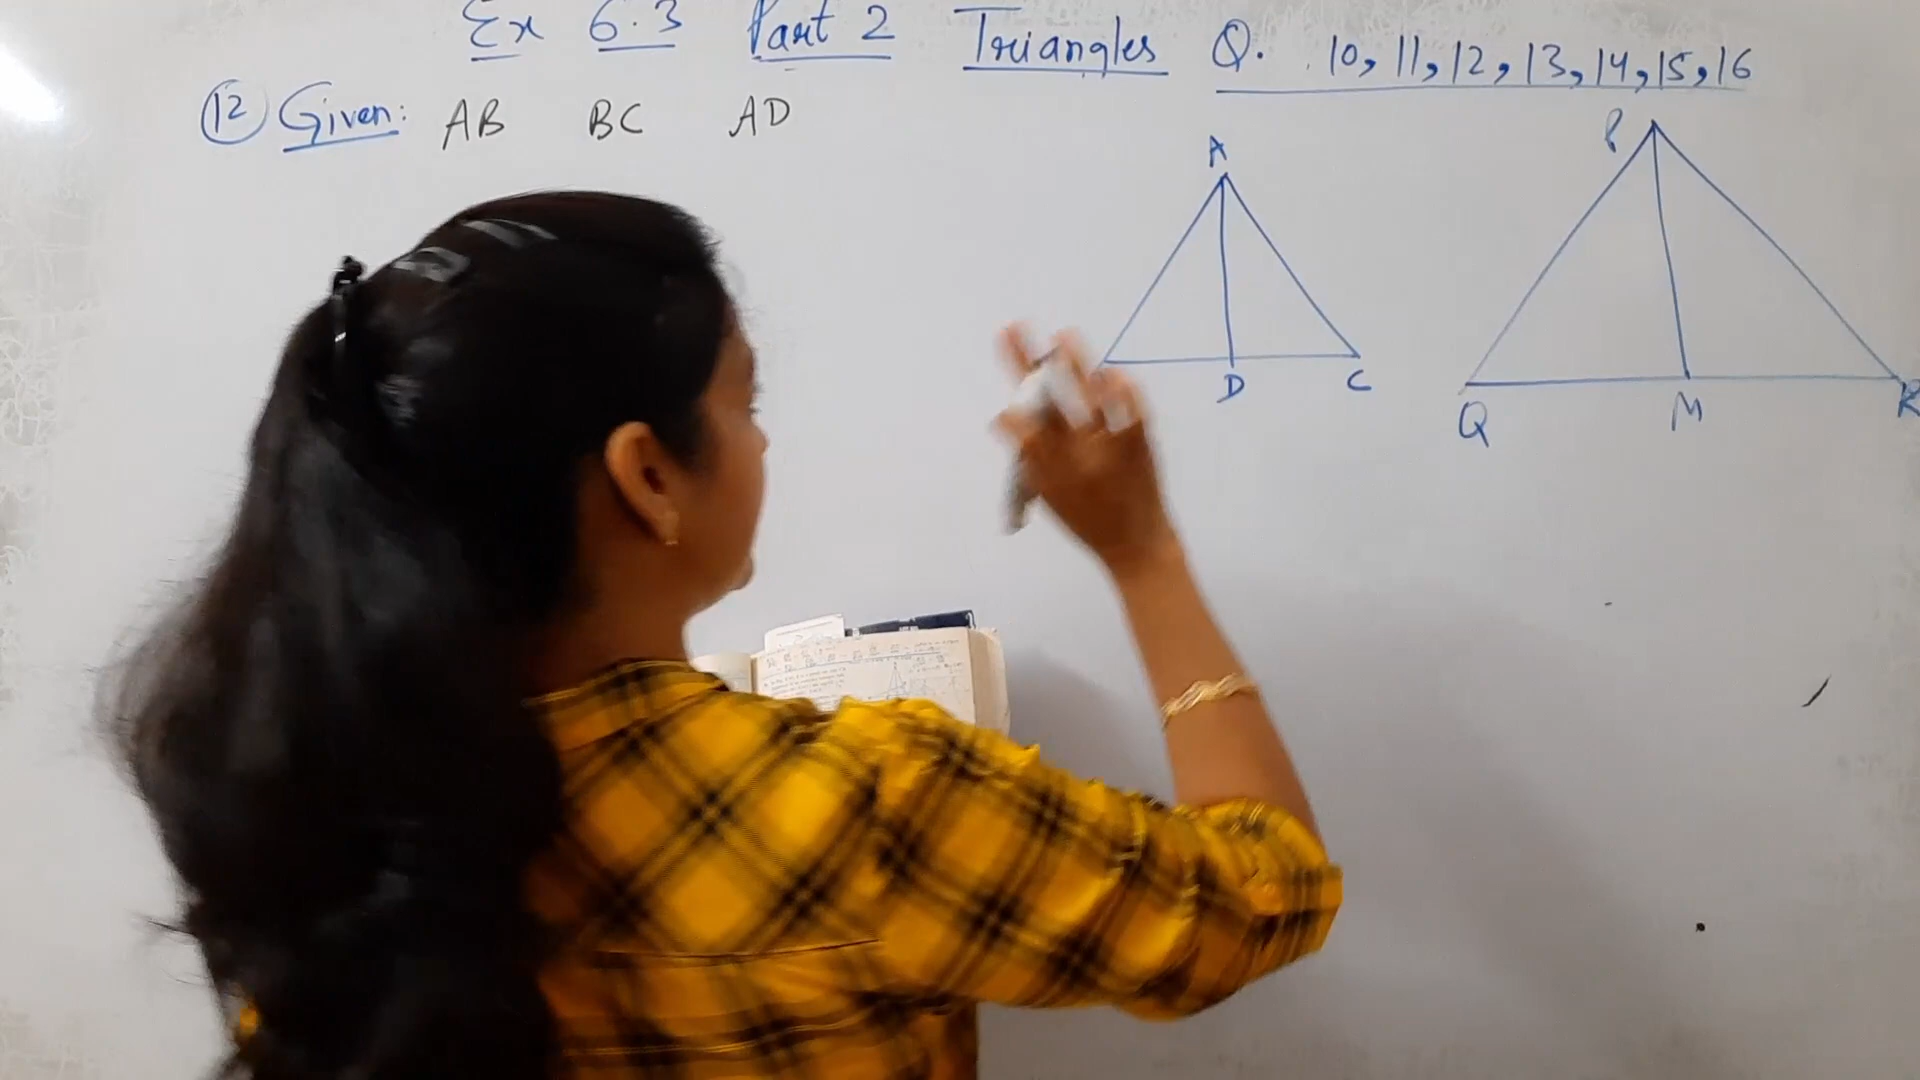 Ex 6.3 Part 2 Triangles Q. 10, 11, 12, 13, 14, 15, 16
12 Given: AB BC AD
A
D
C
P
Q
M
R